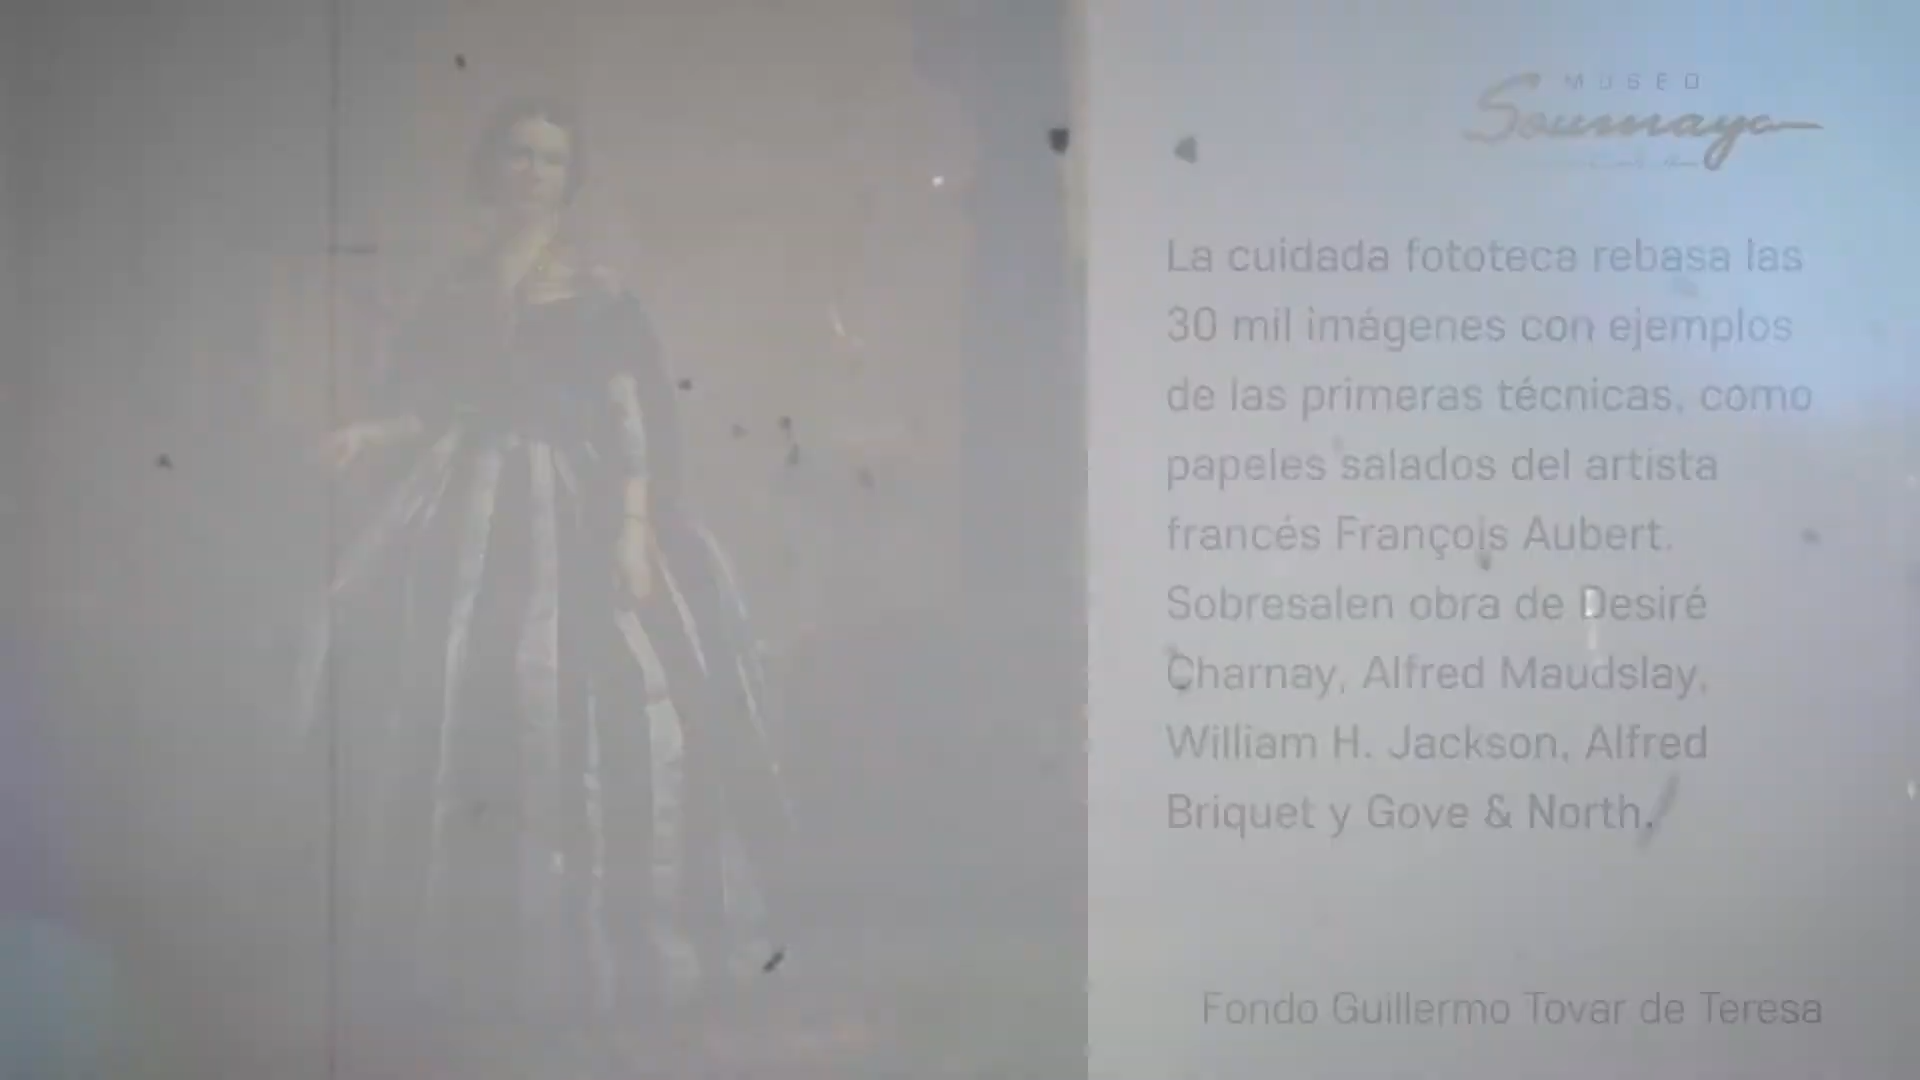 MUSEO
Soumaya
La cuidada fototeca rebasa las
30 mil imágenes con ejemplos
de las primeras técnicas, como
papeles salados del artista
francés François Aubert.
Sobresalen obra de Desiré
Charnay, Alfred Maudslay,
William H. Jackson, Alfred
Briquet y Gove & North.
Fondo Guillermo Tovar de Teresa